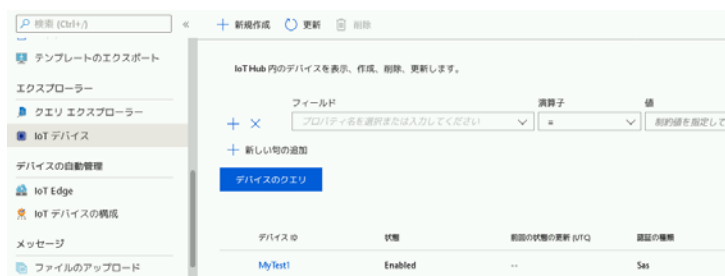 検索 (Ctrl+/)
«
新規作成 更新 削除
テンプレートのエクスポート
エクスプローラー
クエリ エクスプローラー
IoT デバイス
デバイスの自動管理
IoT Edge
IoT デバイスの構成
メッセージ
ファイルのアップロード
IoT Hub 内のデバイスを表示、作成、削除、更新します。
フィールド 演算子 値
プロパティ名を選択または入力してください = 制約値を指定して
新しい句の追加
デバイスのクエリ
デバイス ID 状態 前回の状態の更新 (UTC) 認証の種類
MyTest1 Enabled -- Sas